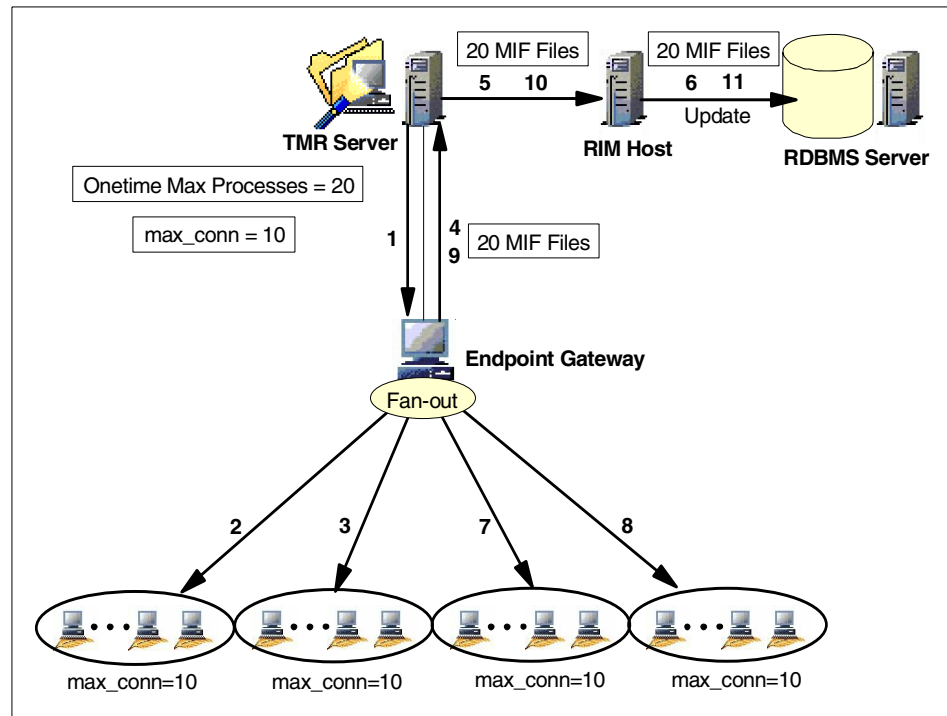 20 MIF Files
5 10
20 MIF Files
6 11
Update
TMR Server
RIM Host
RDBMS Server
Onetime Max Processes = 20
max_conn = 10
1
4
9
20 MIF Files
Endpoint Gateway
Fan-out
2
3
7
8
max_conn=10
max_conn=10
max_conn=10
max_conn=10